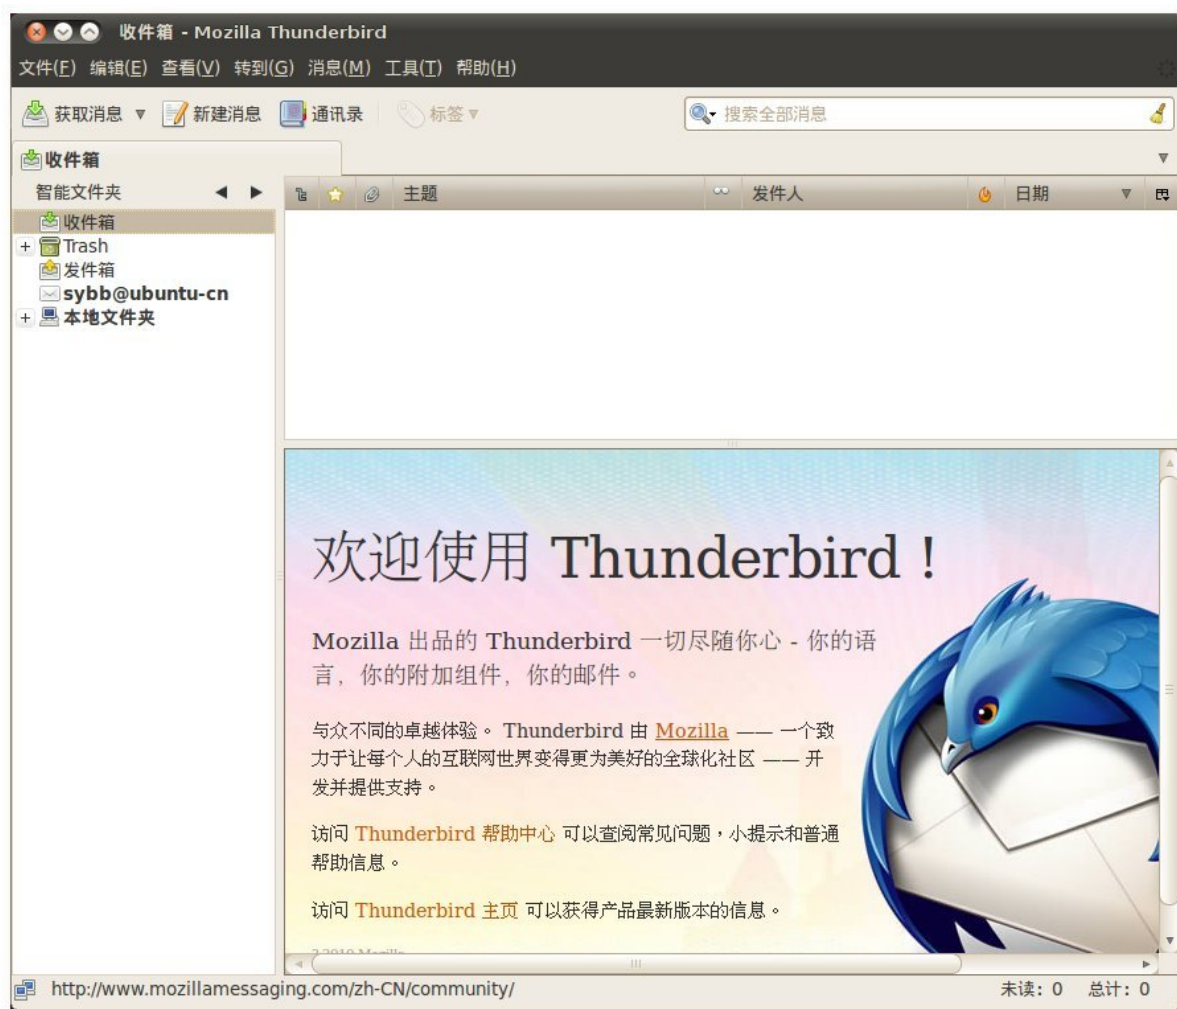 收件箱 - Mozilla Thunderbird
文件(F) 编辑(E) 查看(V) 转到(G) 消息(M) 工具(T) 帮助(H)
获取消息 新建消息 通讯录 标签 搜索全部消息
收件箱
智能文件夹
主题 发件人 日期
收件箱
Trash
发件箱
sybb@ubuntu-cn
本地文件夹
欢迎使用 Thunderbird！
Mozilla 出品的 Thunderbird 一切尽随你心 - 你的语
言，你的附加组件，你的邮件。
与众不同的卓越体验。Thunderbird 由 Mozilla —— 一个致
力于让每个人的互联网世界变得更为美好的全球化社区 —— 开
发并提供支持。
访问 Thunderbird 帮助中心 可以查阅常见问题，小提示和普通
帮助信息。
访问 Thunderbird 主页 可以获得产品最新版本的信息。
http://www.mozillamessaging.com/zh-CN/community/
未读: 0 总计: 0